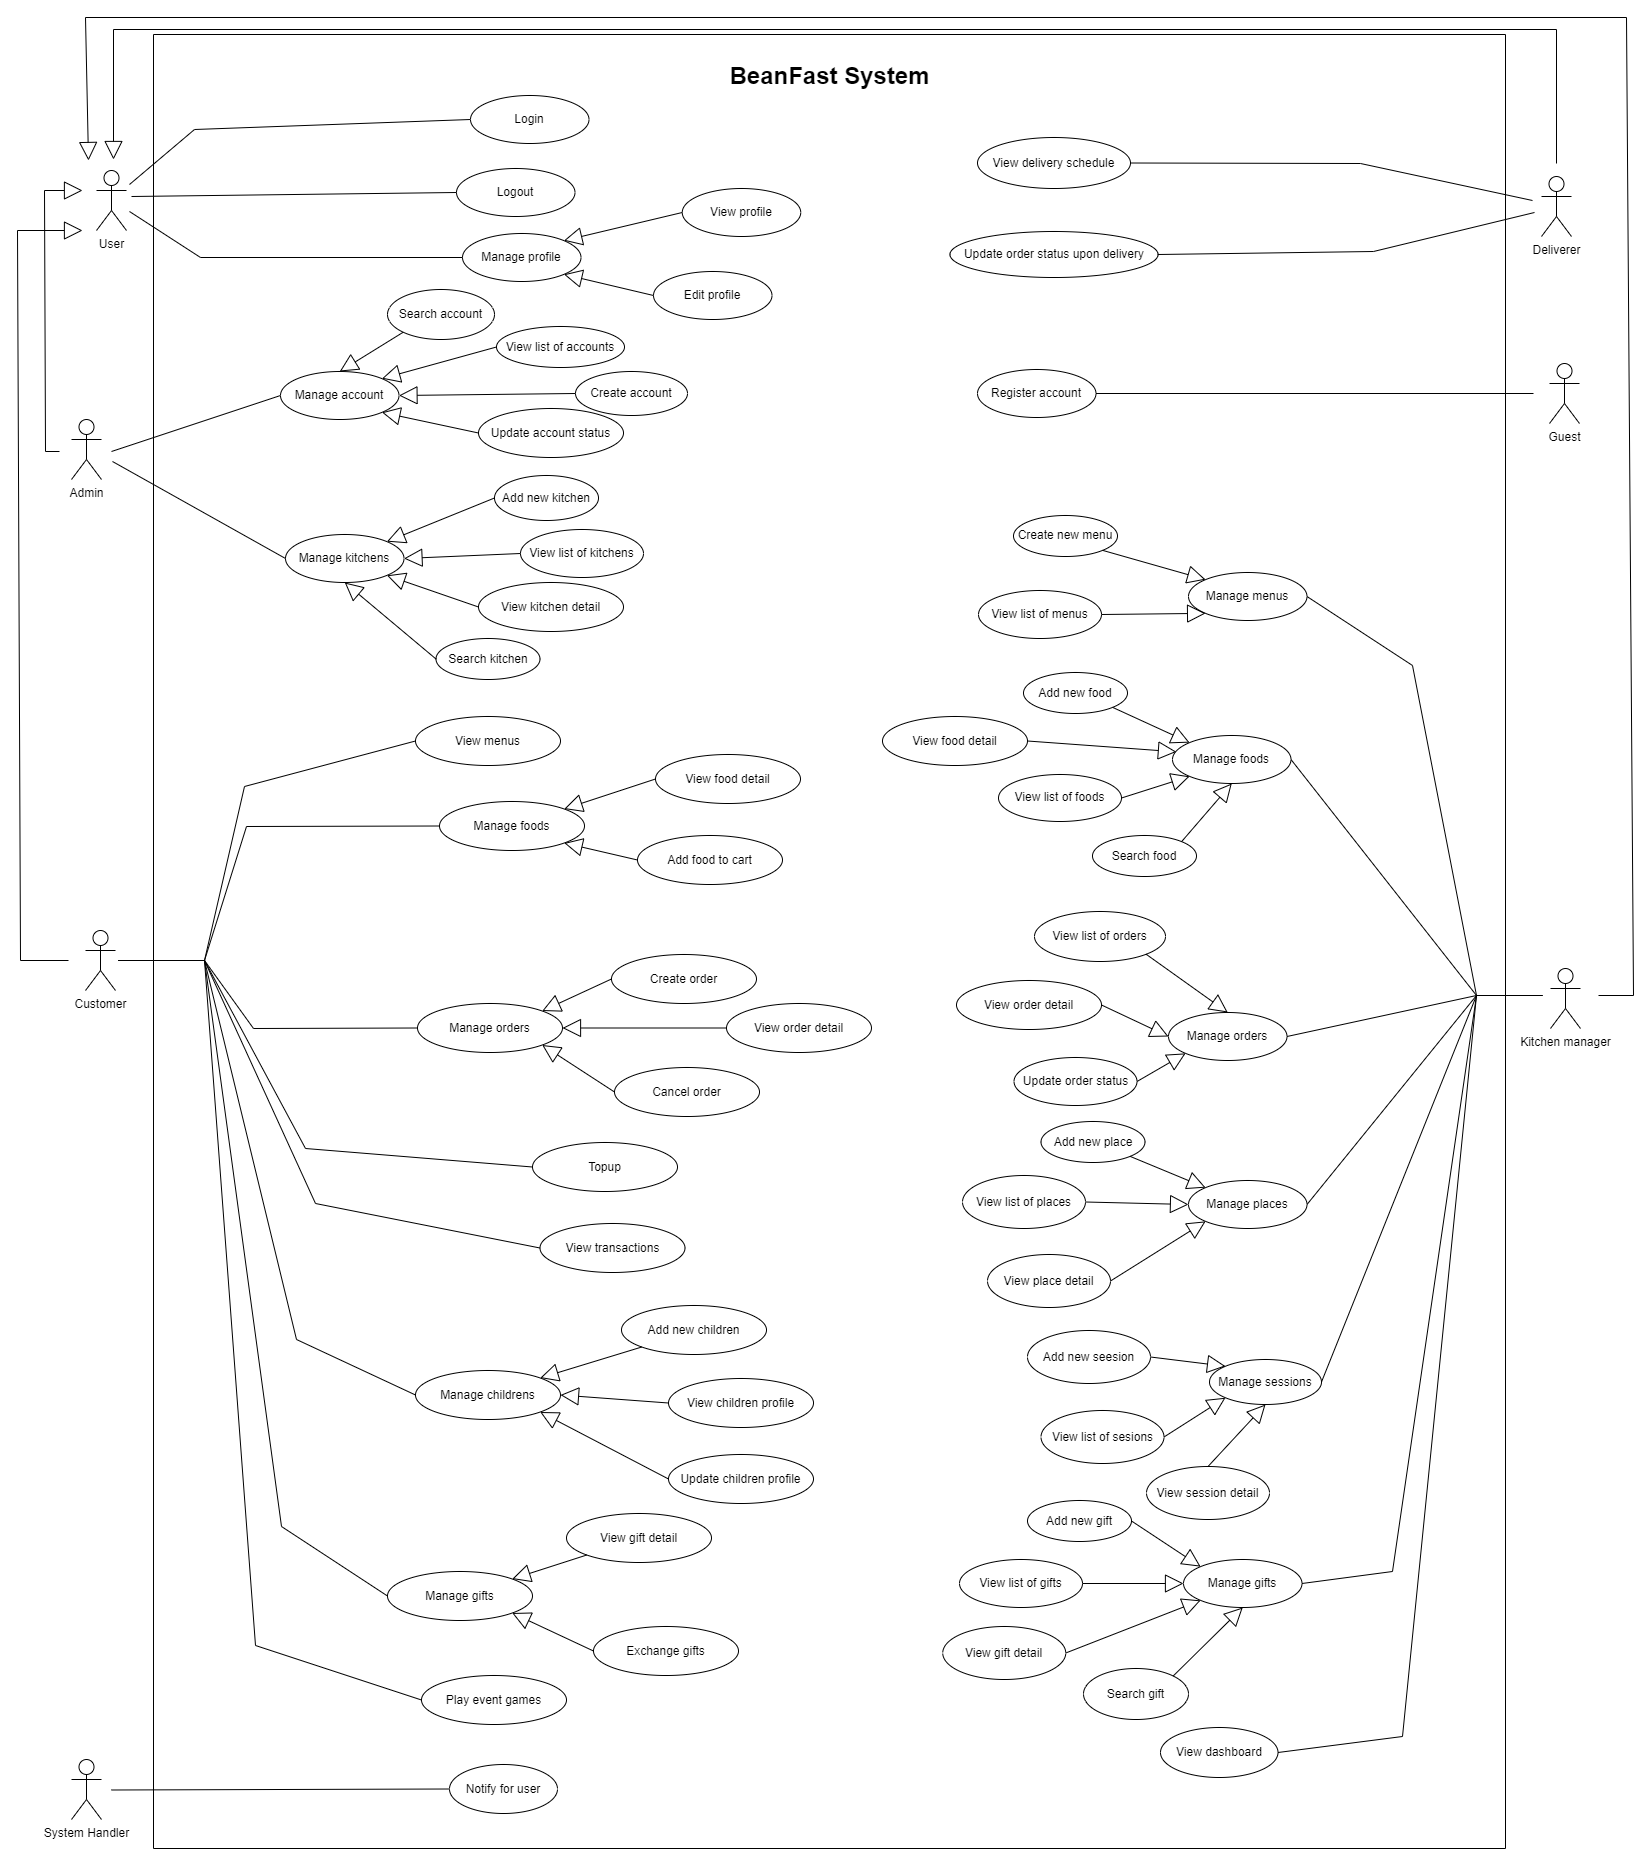 BeanFast System
Login
Logout
View profile
Manage profile
Edit profile
User
Search account
View list of accounts
Manage account
Create account
Update account status
Admin
Add new kitchen
Manage kitchens
View list of kitchens
View kitchen detail
Search kitchen
View menus
View food detail
Manage foods
Add food to cart
Customer
Create order
Manage orders
View order detail
Cancel order
Topup
View transactions
Add new children
Manage childrens
View children profile
Update children profile
View gift detail
Manage gifts
Exchange gifts
Play event games
Notify for user
System Handler
View delivery schedule
Update order status upon delivery
Deliverer
Register account
Guest
Create new menu
Manage menus
View list of menus
Add new food
View food detail
Manage foods
View list of foods
Search food
View list of orders
View order detail
Manage orders
Update order status
Kitchen manager
Add new place
View list of places
Manage places
View place detail
Add new seesion
Manage sessions
View list of sesions
View session detail
Add new gift
View list of gifts
Manage gifts
View gift detail
Search gift
View dashboard